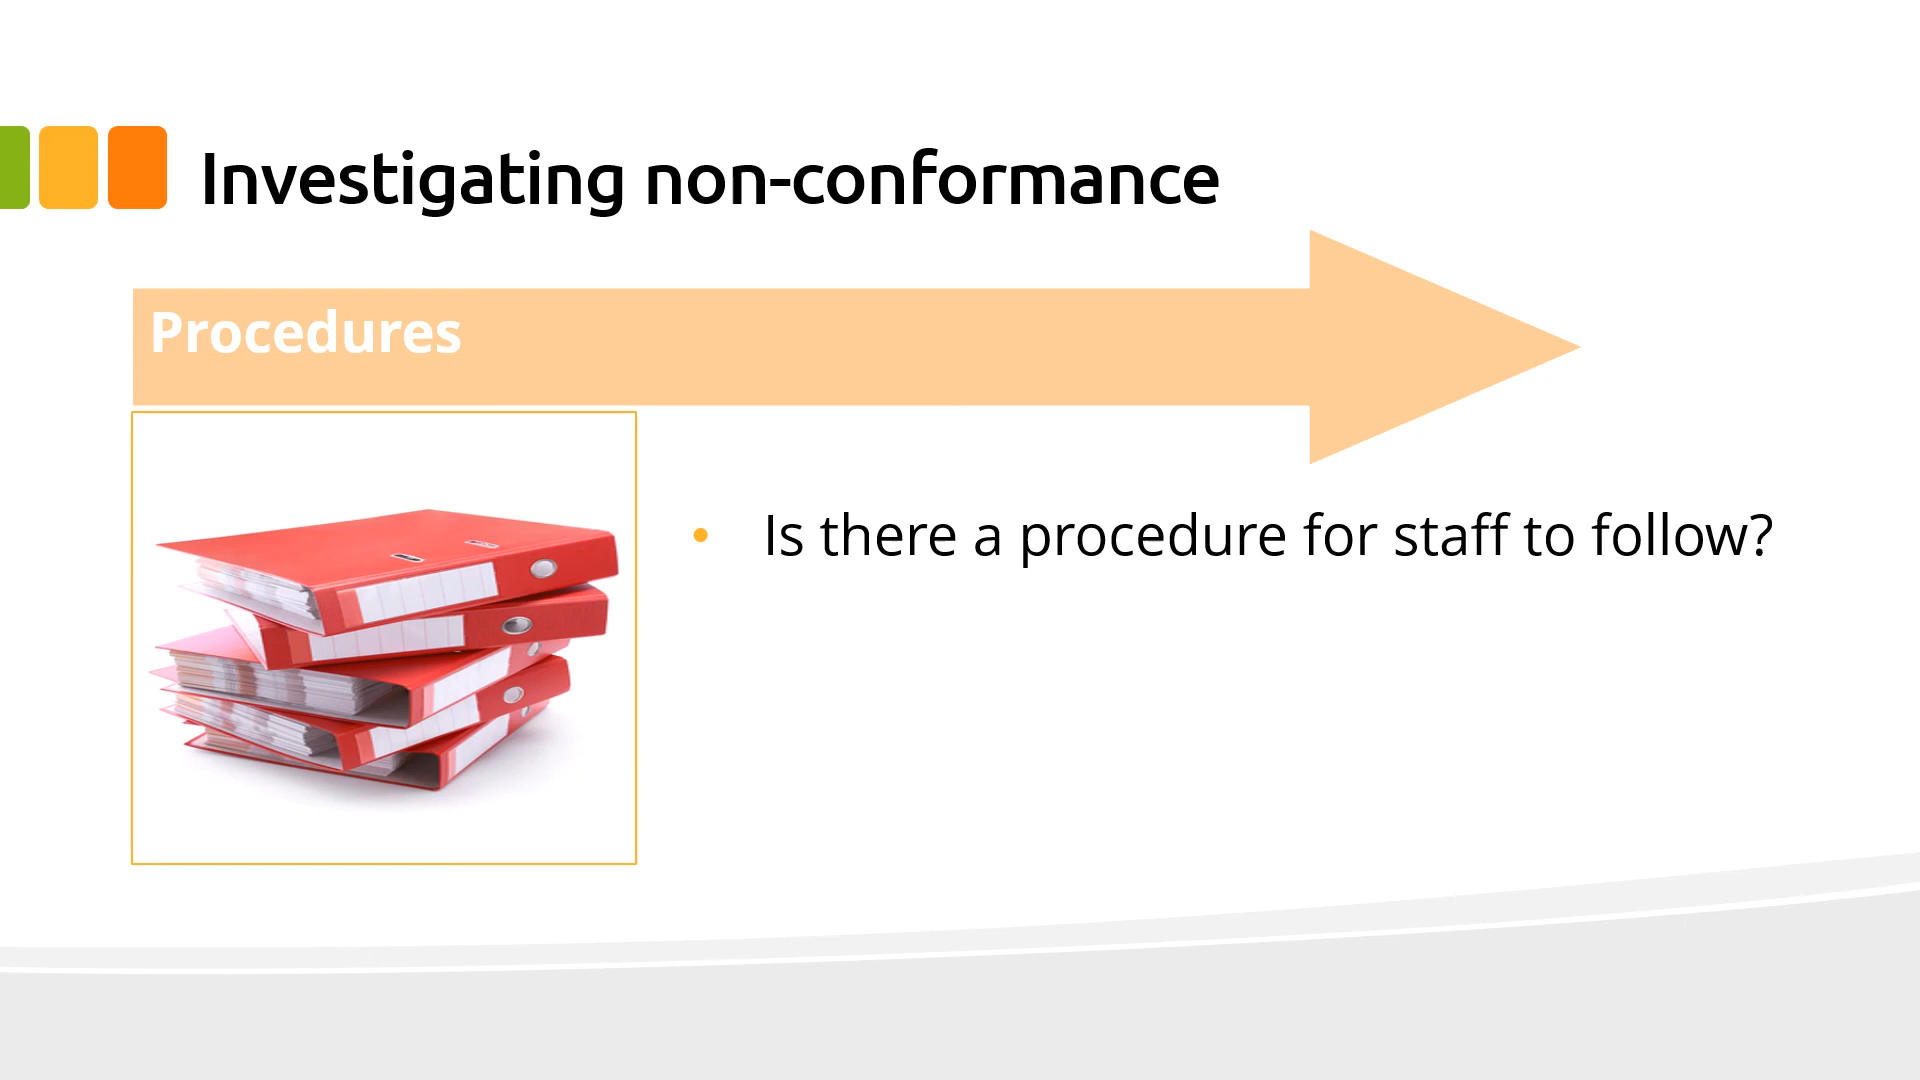 Investigating non-conformance
Procedures
• Is there a procedure for staff to follow?